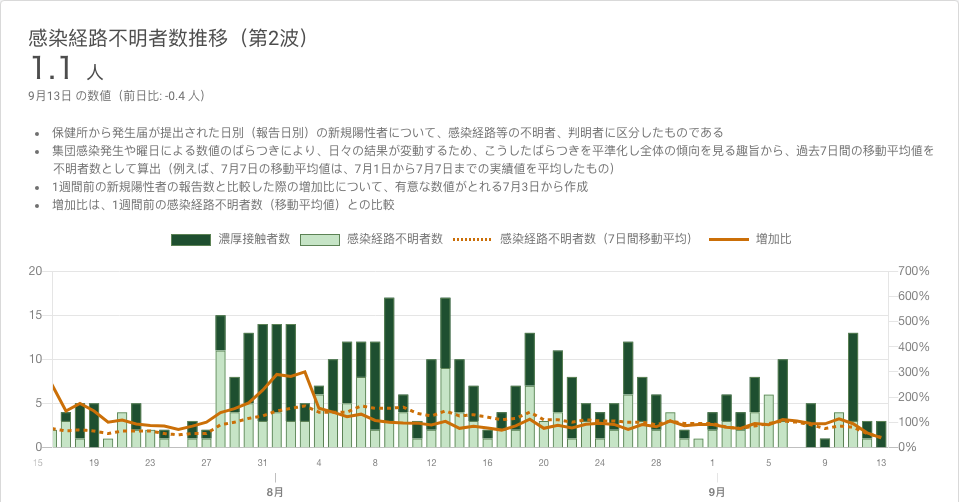 感染経路不明者数推移（第2波）
1.1 人
9月13日 の数値（前日比: -0.4 人）
保健所から発生届が提出された日別（報告日別）の新規陽性者について、感染経路等の不明者、判明者に区分したものである
集団感染発生や曜日による数値のばらつきにより、日々の結果が変動するため、こうしたばらつきを平準化し全体の傾向を見る趣旨から、過去7日間の移動平均値を
不明者数として算出（例えば、7月7日の移動平均値は、7月1日から7月7日までの実績値を平均したもの）
1週間前の新規陽性者の報告数と比較した際の増加比について、有意な数値がとれる7月3日から作成
増加比は、1週間前の感染経路不明者数（移動平均値）との比較
濃厚接触者数 感染経路不明者数 感染経路不明者数（7日間移動平均） 増加比
20 700%
600%
15
500%
10 400%
300%
5 200%
100%
0 0%
15 19 23 27 31 4 8 12 16 20 24 28 1 5 9 13
8月 9月